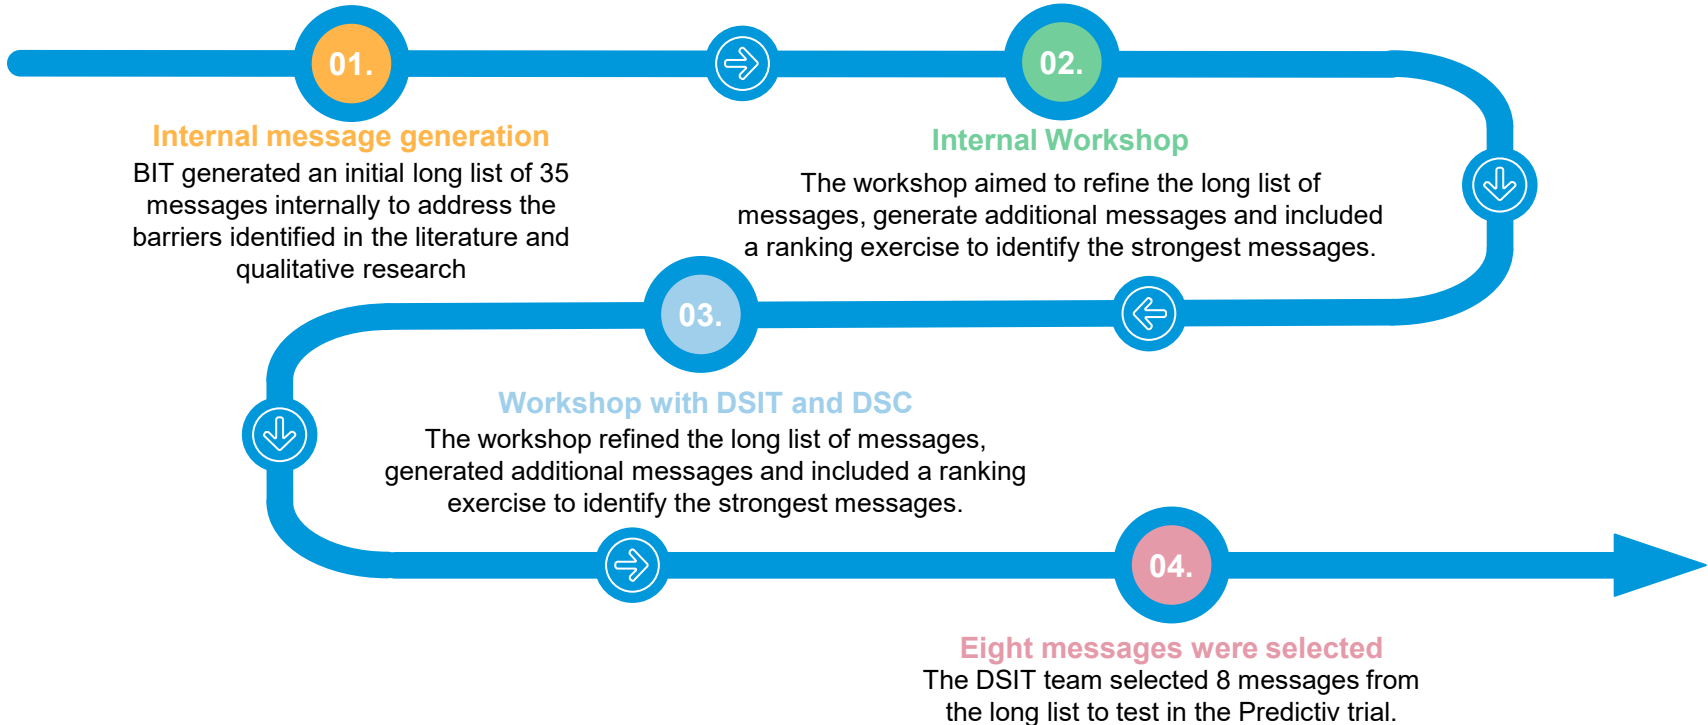 01.
Internal message generation
BIT generated an initial long list of 35
messages internally to address the
barriers identified in the literature and
qualitative research
02.
Internal Workshop
The workshop aimed to refine the long list of
messages, generate additional messages and included
a ranking exercise to identify the strongest messages.
03.
Workshop with DSIT and DSC
The workshop refined the long list of messages,
generated additional messages and included a ranking
exercise to identify the strongest messages.
04.
Eight messages were selected
The DSIT team selected 8 messages from
the long list to test in the Predictiv trial.